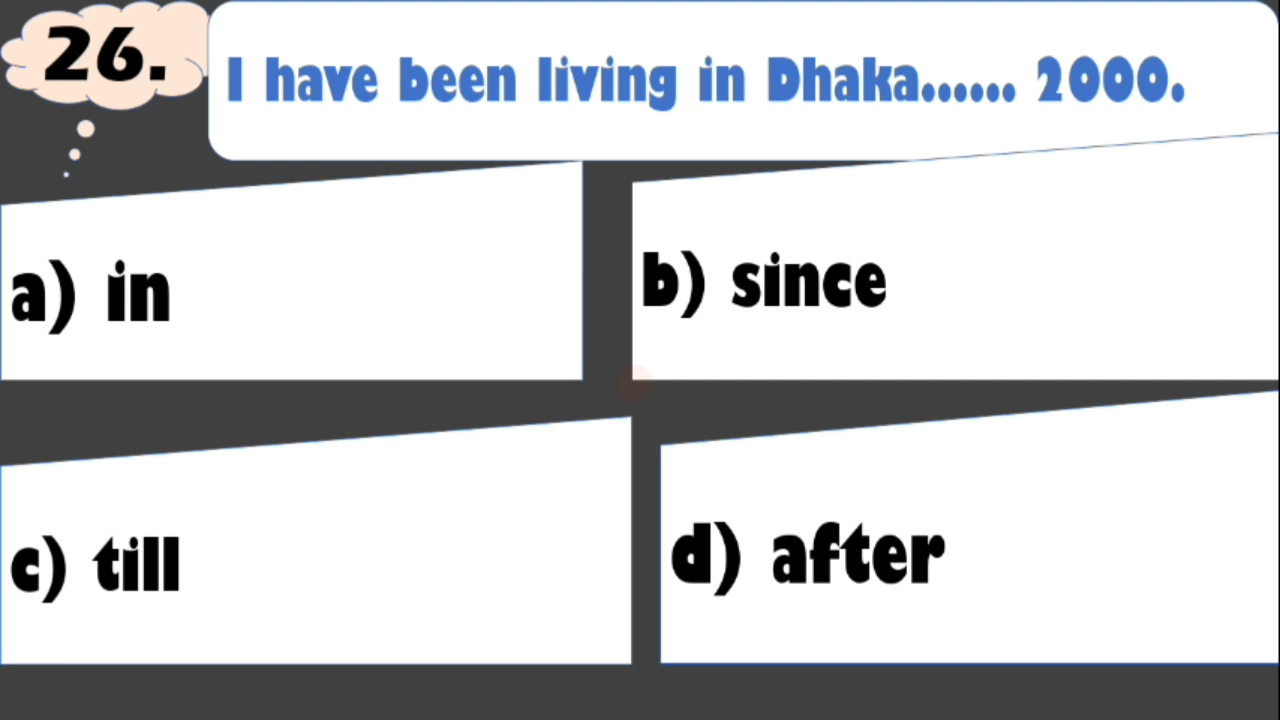 26.
I have been living in Dhaka...... 2000.
a) in
b) since
c) till
d) after